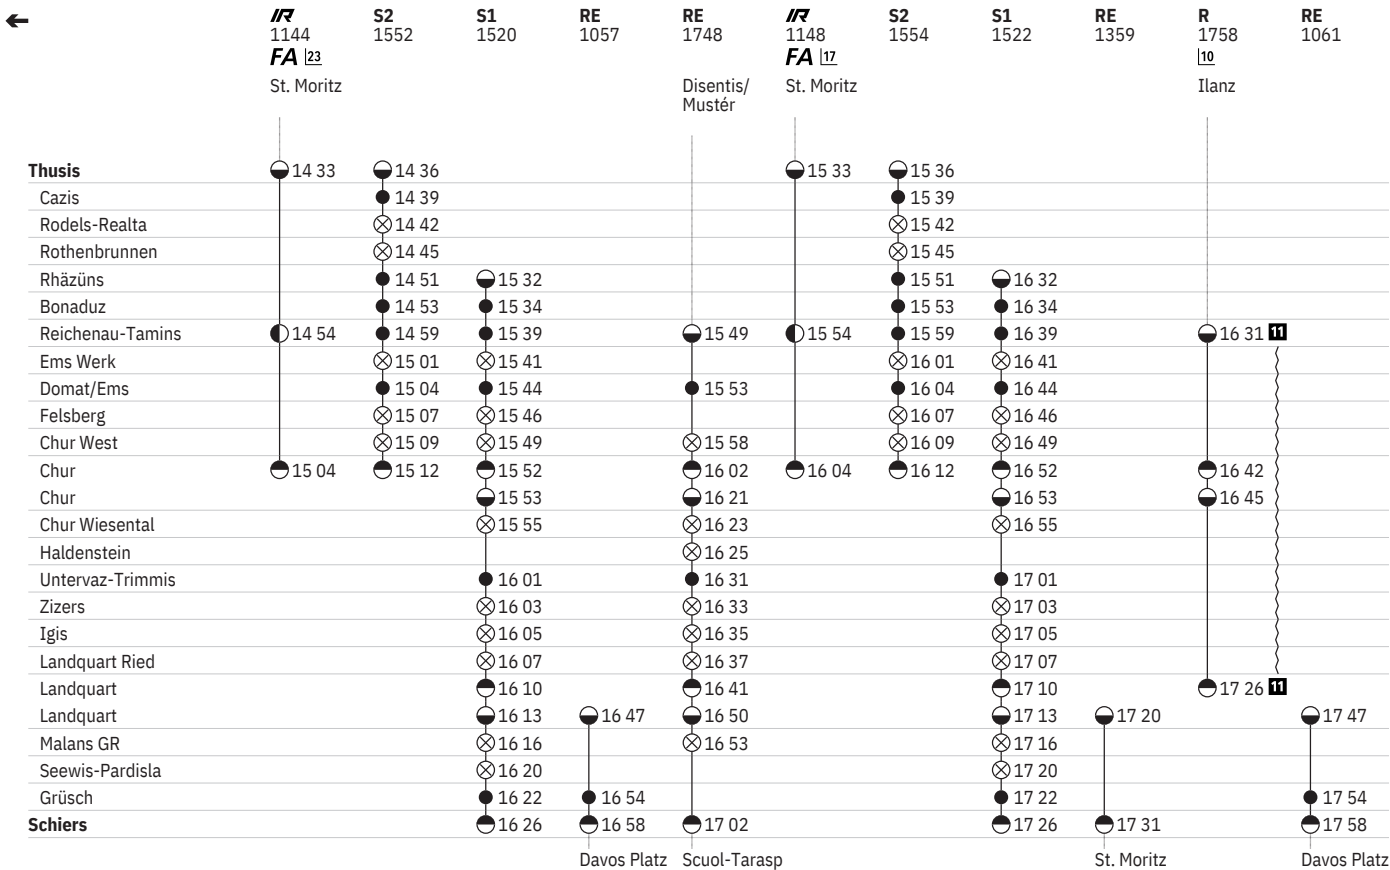 IR S2 S1 RE RE IR S2 S1 RE R RE
1144 1552 1520 1057 1748 1148 1554 1522 1359 1758 1061
FA 23 FA 17 10
St. Moritz Disentis/ St. Moritz Ilanz
Mustér
Thusis 14 33 14 36 15 33 15 36
Cazis 14 39 15 39
Rodels-Realta 14 42 15 42
Rothenbrunnen 14 45 15 45
Rhäzüns 14 51 15 32 15 51 16 32
Bonaduz 14 53 15 34 15 53 16 34
Reichenau-Tamins 14 54 14 59 15 39 15 49 15 54 15 59 16 39 16 31 11
Ems Werk 15 01 15 41 16 01 16 41
Domat/Ems 15 04 15 44 15 53 16 04 16 44
Felsberg 15 07 15 46 16 07 16 46
Chur West 15 09 15 49 15 58 16 09 16 49
Chur 15 04 15 12 15 52 16 02 16 04 16 12 16 52 16 42
Chur 15 53 16 21 16 53 16 45
Chur Wiesental 15 55 16 23 16 55
Haldenstein 16 25
Untervaz-Trimmis 16 01 16 31 17 01
Zizers 16 03 16 33 17 03
Igis 16 05 16 35 17 05
Landquart Ried 16 07 16 37 17 07
Landquart 16 10 16 41 17 10 17 26 11
Landquart 16 13 16 47 16 50 17 13 17 20 17 47
Malans GR 16 16 16 53 17 16
Seewis-Pardisla 16 20 17 20
Grüsch 16 22 16 54 17 22 17 54
Schiers 16 26 16 58 17 02 17 26 17 31 17 58
Davos Platz Scuol-Tarasp St. Moritz Davos Platz